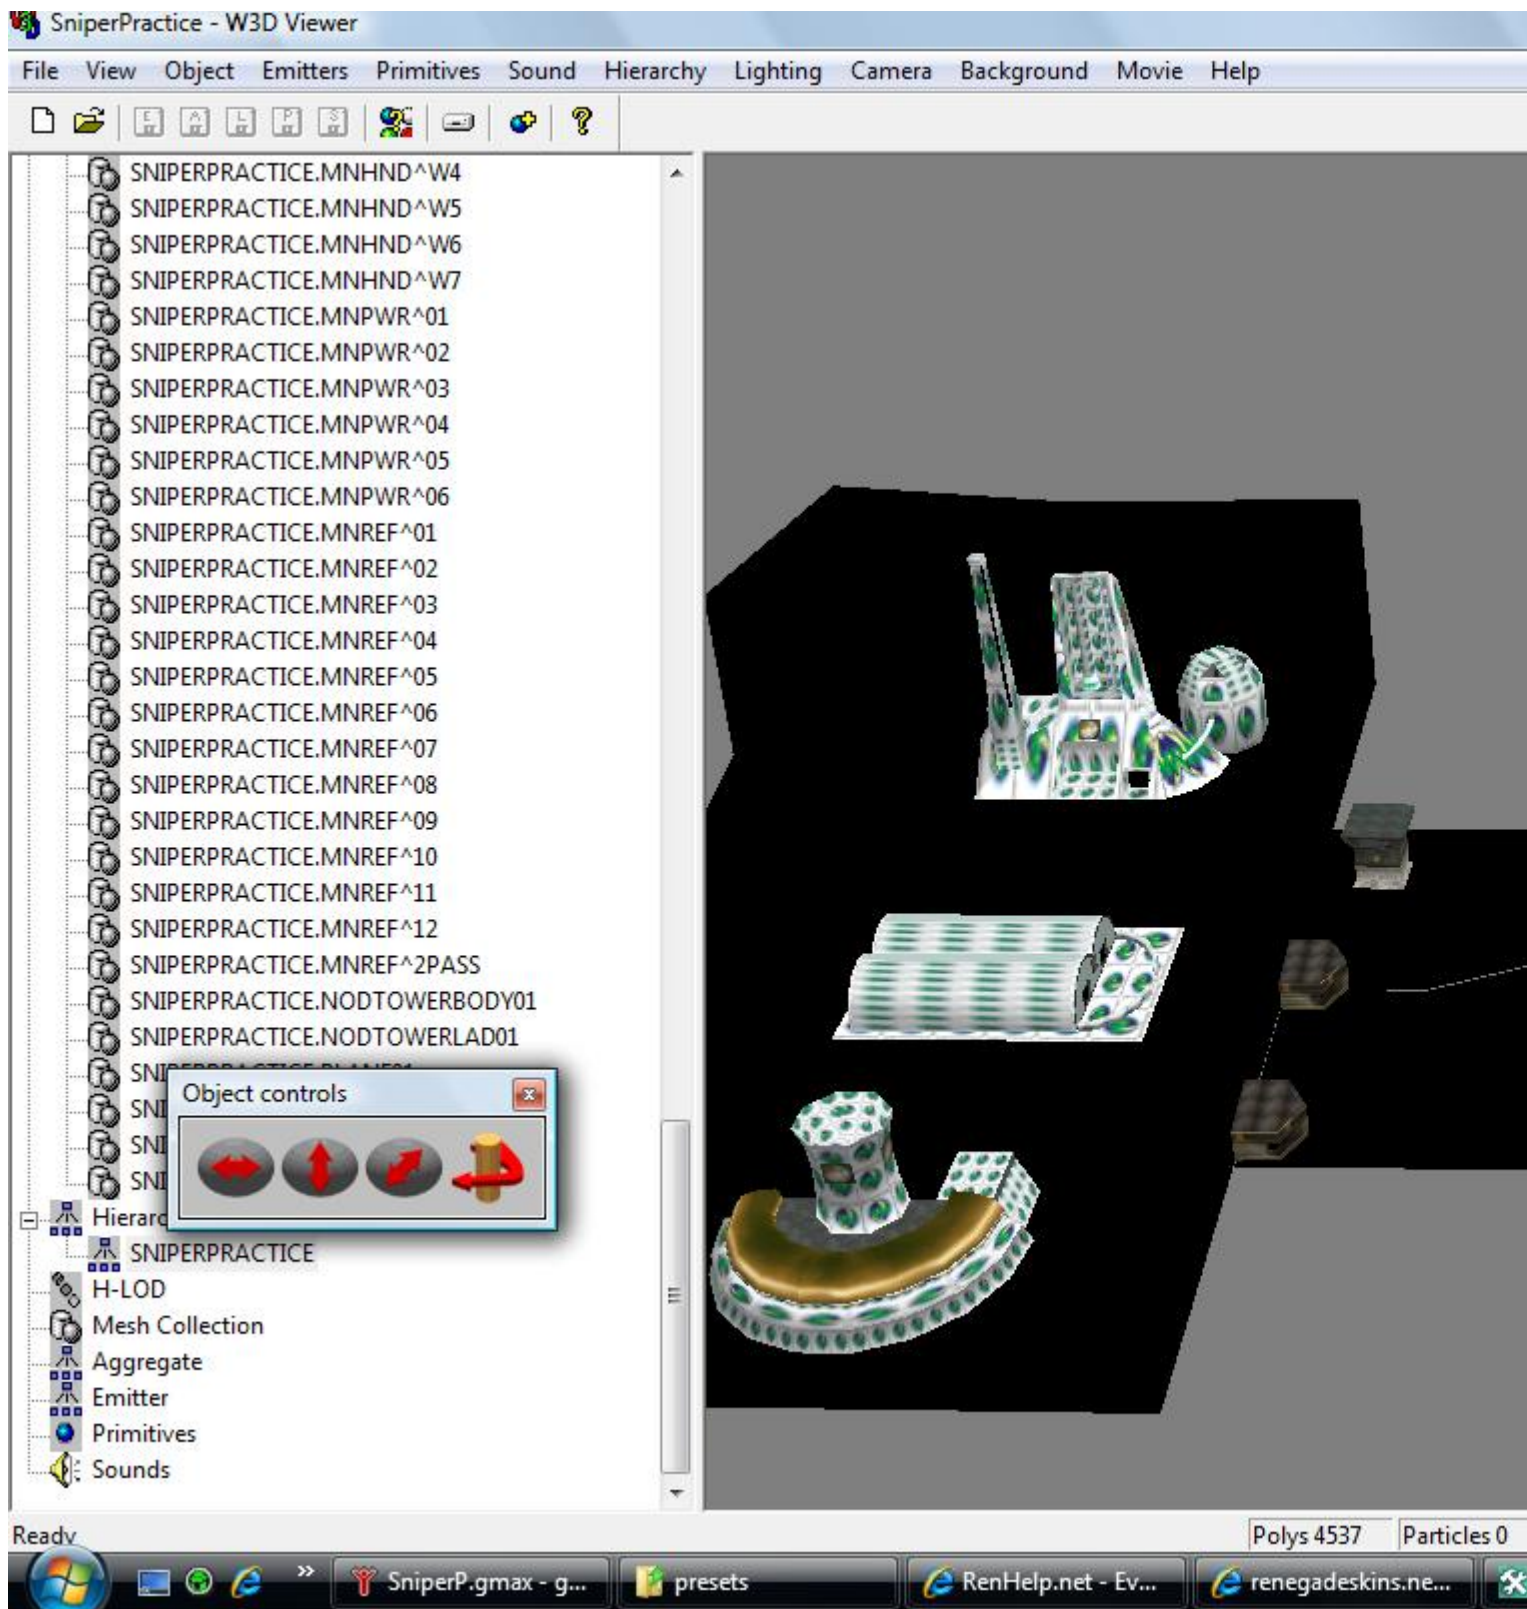 SniperPractice - W3D Viewer
File View Object Emitters Primitives Sound Hierarchy Lighting Camera Background Movie Help
SNIPERPRACTICE.MNHND^W4
SNIPERPRACTICE.MNHND^W5
SNIPERPRACTICE.MNHND^W6
SNIPERPRACTICE.MNHND^W7
SNIPERPRACTICE.MNPWR^01
SNIPERPRACTICE.MNPWR^02
SNIPERPRACTICE.MNPWR^03
SNIPERPRACTICE.MNPWR^04
SNIPERPRACTICE.MNPWR^05
SNIPERPRACTICE.MNPWR^06
SNIPERPRACTICE.MNREF^01
SNIPERPRACTICE.MNREF^02
SNIPERPRACTICE.MNREF^03
SNIPERPRACTICE.MNREF^04
SNIPERPRACTICE.MNREF^05
SNIPERPRACTICE.MNREF^06
SNIPERPRACTICE.MNREF^07
SNIPERPRACTICE.MNREF^08
SNIPERPRACTICE.MNREF^09
SNIPERPRACTICE.MNREF^10
SNIPERPRACTICE.MNREF^11
SNIPERPRACTICE.MNREF^12
SNIPERPRACTICE.MNREF^2PASS
SNIPERPRACTICE.NODTOWERBODY01
SNIPERPRACTICE.NODTOWERLAD01
SNI
Object controls
SNI
SNI
SNI
Hierarc
SNIPERPRACTICE
H-LOD
Mesh Collection
Aggregate
Emitter
Primitives
Sounds
Ready Polys 4537 Particles 0
SniperP.gmax - g... presets RenHelp.net - Ev... renegadeskins.ne...